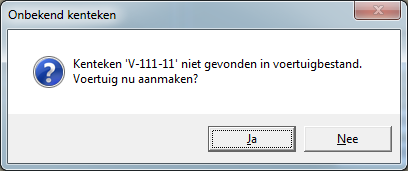 Onbekend kenteken
Kenteken 'V-111-11' niet gevonden in voertuigbestand.
Voertuig nu aanmaken?
Ja
Nee